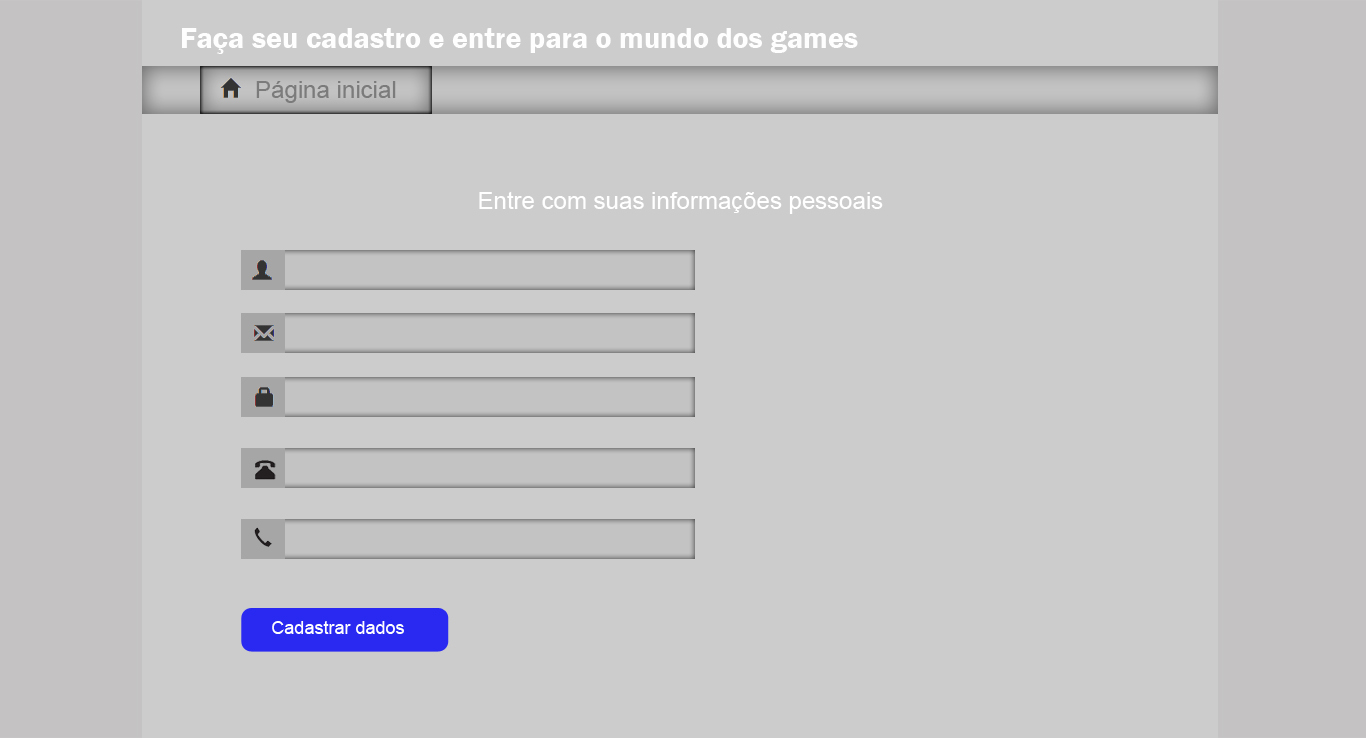 Faça seu cadastro e entre para o mundo dos games
Página inicial
Entre com suas informações pessoais
Cadastrar dados